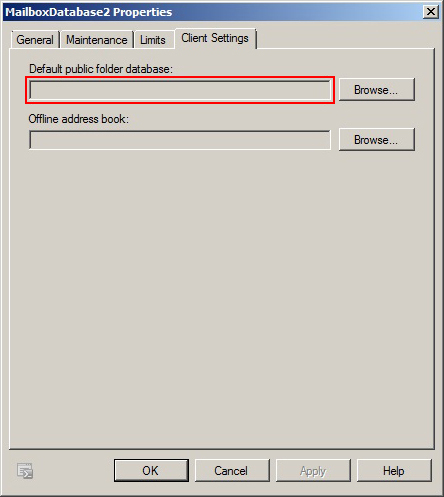 MailboxDatabase2 Properties
General Maintenance Limits Client Settings
Default public folder database:
Browse...
Offline address book:
Browse...
OK Cancel Apply Help